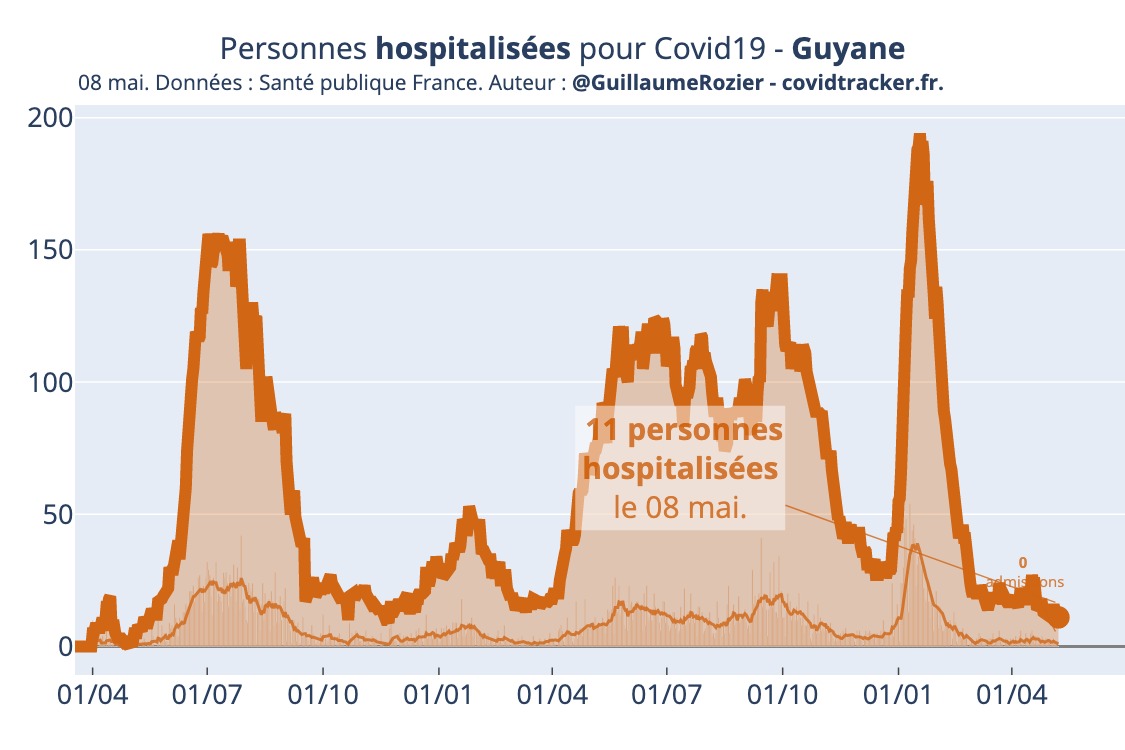 Personnes hospitalisées pour Covid19 - Guyane
08 mai. Données : Santé publique France. Auteur : @GuillaumeRozier - covidtracker.fr.
200
150
100
50
0
11 personnes
hospitalisées
le 08 mai.
0
admissions
01/04 01/07 01/10 01/01 01/04 01/07 01/10 01/01 01/04